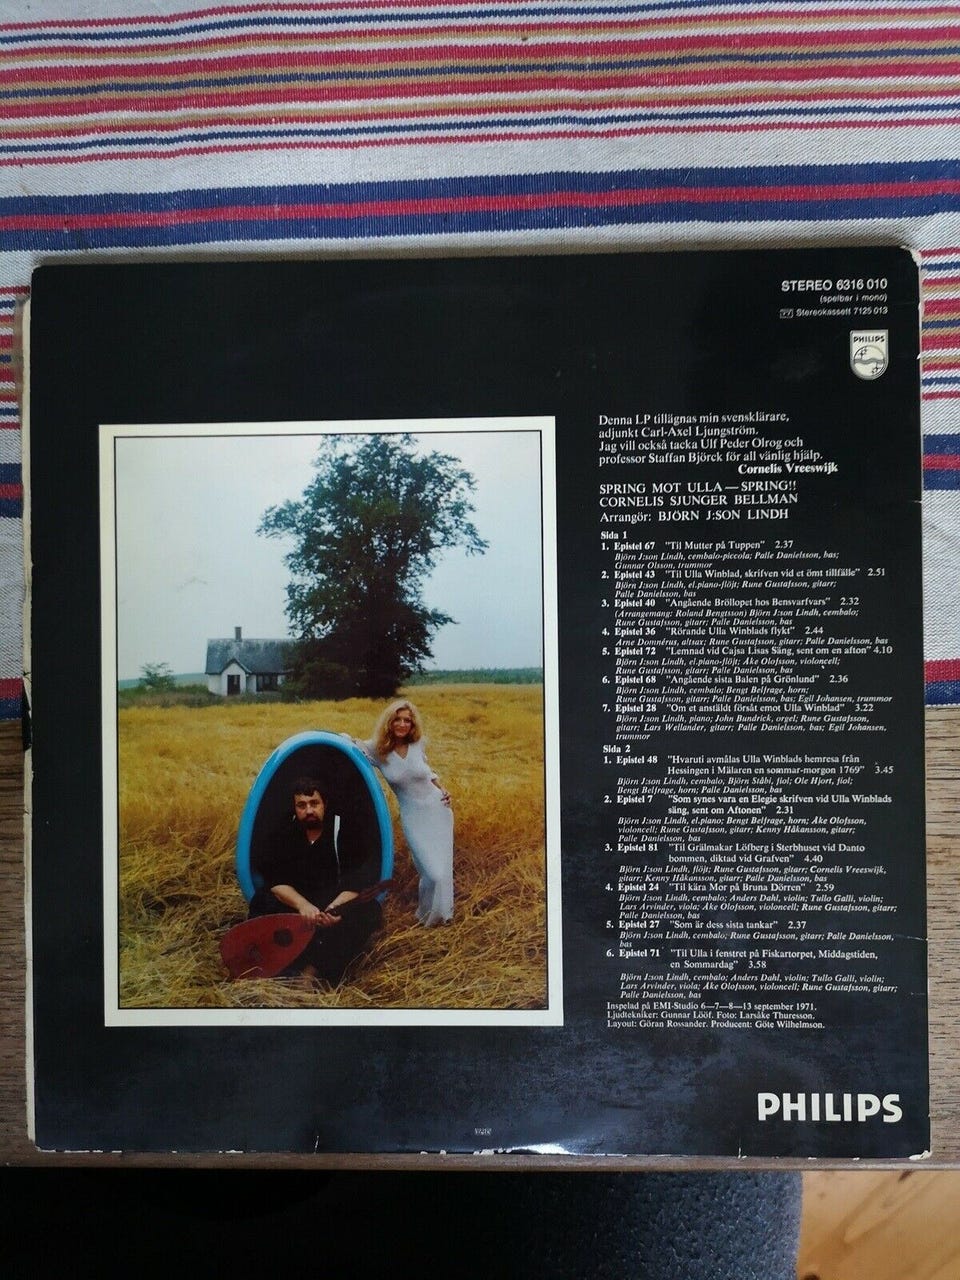 STEREO 6316 010
(spelbar i mono)
Stereokassett 7125 013
PHILIPS
Denna LP tillägnas min svensklärare,
adjunkt Carl-Axel Ljungström.
Jag vill också tacka Ulf Peder Olrog och
professor Staffan Björck för all vänlig hjälp.
Cornelis Vreeswijk
SPRING MOT ULLA — SPRING!!
CORNELIS SJUNGER BELLMAN
Arrangör: BJÖRN J:SON LINDH
Sida 1
1. Epistel 67 "Til Mutter på Tuppen" 2.37
Björn J:son Lindh, cembalo-piccola; Palle Danielsson, bas;
Gunnar Olsson, trummor
2. Epistel 43 "Til Ulla Winblad, skrifven vid et ömt tillfälle" 2.51
Björn J:son Lindh, el.piano-flöjt; Rune Gustafsson, gitarr;
Palle Danielsson, bas
3. Epistel 40 "Angående Bröllopet hos Bensvarfvars" 2.32
(Arrangemang: Roland Bengtsson) Björn J:son Lindh, cembalo;
Rune Gustafsson, gitarr; Palle Danielsson, bas
4. Epistel 36 "Rörande Ulla Winblads flykt" 2.44
Arne Domnérus, altsax; Rune Gustafsson, gitarr; Palle Danielsson, bas
5. Epistel 72 "Lemnad vid Cajsa Lisas Säng, sent om en afton" 4.10
Björn J:son Lindh, el.piano-flöjt; Åke Olofsson, violoncell;
Rune Gustafsson, gitarr; Palle Danielsson, bas
6. Epistel 68 "Angående sista Balen på Grönlund" 2.36
Björn J:son Lindh, cembalo; Bengt Belfrage, horn;
Rune Gustafsson, gitarr; Palle Danielsson, bas; Egil Johansen, trummor
7. Epistel 28 "Om et anstäldt försåt emot Ulla Winblad" 3.22
Björn J:son Lindh, piano; John Bundrick, orgel; Rune Gustafsson,
gitarr; Lars Wellander, gitarr; Palle Danielsson, bas; Egil Johansen,
trummor
Sida 2
1. Epistel 48 "Hvaruti avmålas Ulla Winblads hemresa från
Hessingen i Mälaren en sommar-morgon 1769" 3.45
Björn J:son Lindh, cembalo; Björn Ståbi, fiol; Ole Hjort, fiol;
Bengt Belfrage, horn; Palle Danielsson, bas
2. Epistel 7 "Som synes vara en Elegie skrifven vid Ulla Winblads
säng, sent om Aftonen" 2.31
Björn J:son Lindh, el.piano; Bengt Belfrage, horn; Åke Olofsson,
violoncell; Rune Gustafsson, gitarr; Kenny Håkansson, gitarr;
Palle Danielsson, bas
3. Epistel 81 "Til Grälmakar Löfberg i Sterbhuset vid Danto
bommen, diktad vid Grafven" 4.40
Björn J:son Lindh, flöjt; Rune Gustafsson, gitarr; Cornelis Vreeswijk,
gitarr; Kenny Håkansson, gitarr; Palle Danielsson, bas
4. Epistel 24 "Til kära Mor på Bruna Dörren" 2.59
Björn J:son Lindh, cembalo; Anders Dahl, violin; Tullo Galli, violin;
Lars Arvinder, viola; Åke Olofsson, violoncell; Rune Gustafsson, gitarr;
Palle Danielsson, bas
5. Epistel 27 "Som är dess sista tankar" 2.37
Björn J:son Lindh, cembalo; Rune Gustafsson, gitarr; Palle Danielsson,
bas
6. Epistel 71 "Til Ulla i fenstret på Fiskartorpet, Middagstiden,
en Sommardag" 3.58
Björn J:son Lindh, cembalo; Anders Dahl, violin; Tullo Galli, violin;
Lars Arvinder, viola; Åke Olofsson, violoncell; Rune Gustafsson, gitarr;
Palle Danielsson, bas
Inspelad på EMI-Studio 6—7—8—13 september 1971.
Ljudtekniker: Gunnar Lööf. Foto: Larsåke Thuresson.
Layout: Göran Rossander. Producent: Göte Wilhelmson.
PHILIPS